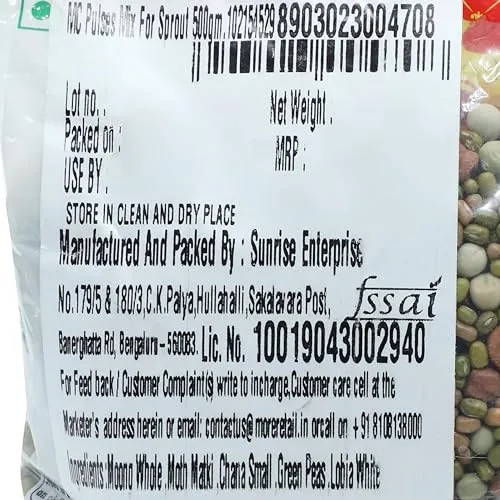 MC Pulses Mix For Sprout 500gm.102154529 8903023004708
Lot no. .
Net Weight .
Packed on :
MRP :
USE BY .
STORE IN CLEAN AND DRY PLACE
Manufactured And Packed By : Sunrise Enterprise
No.179/5 & 180/3,C.K.Palya,Hullahalli,Sakalavara Post,
fssai
Banerghatta Rd, Bengaluru – 560083. Lic. No. 10019043002940
For Feed back / Customer Complaint(s) write to incharge,Customer care cell at the
Marketer's address herein or email: contactus@moreretail.in orcall on + 91 8108138000
Ingredients :Moong Whole .Moth Matki .Chana Small .Green Peas .Lobia White